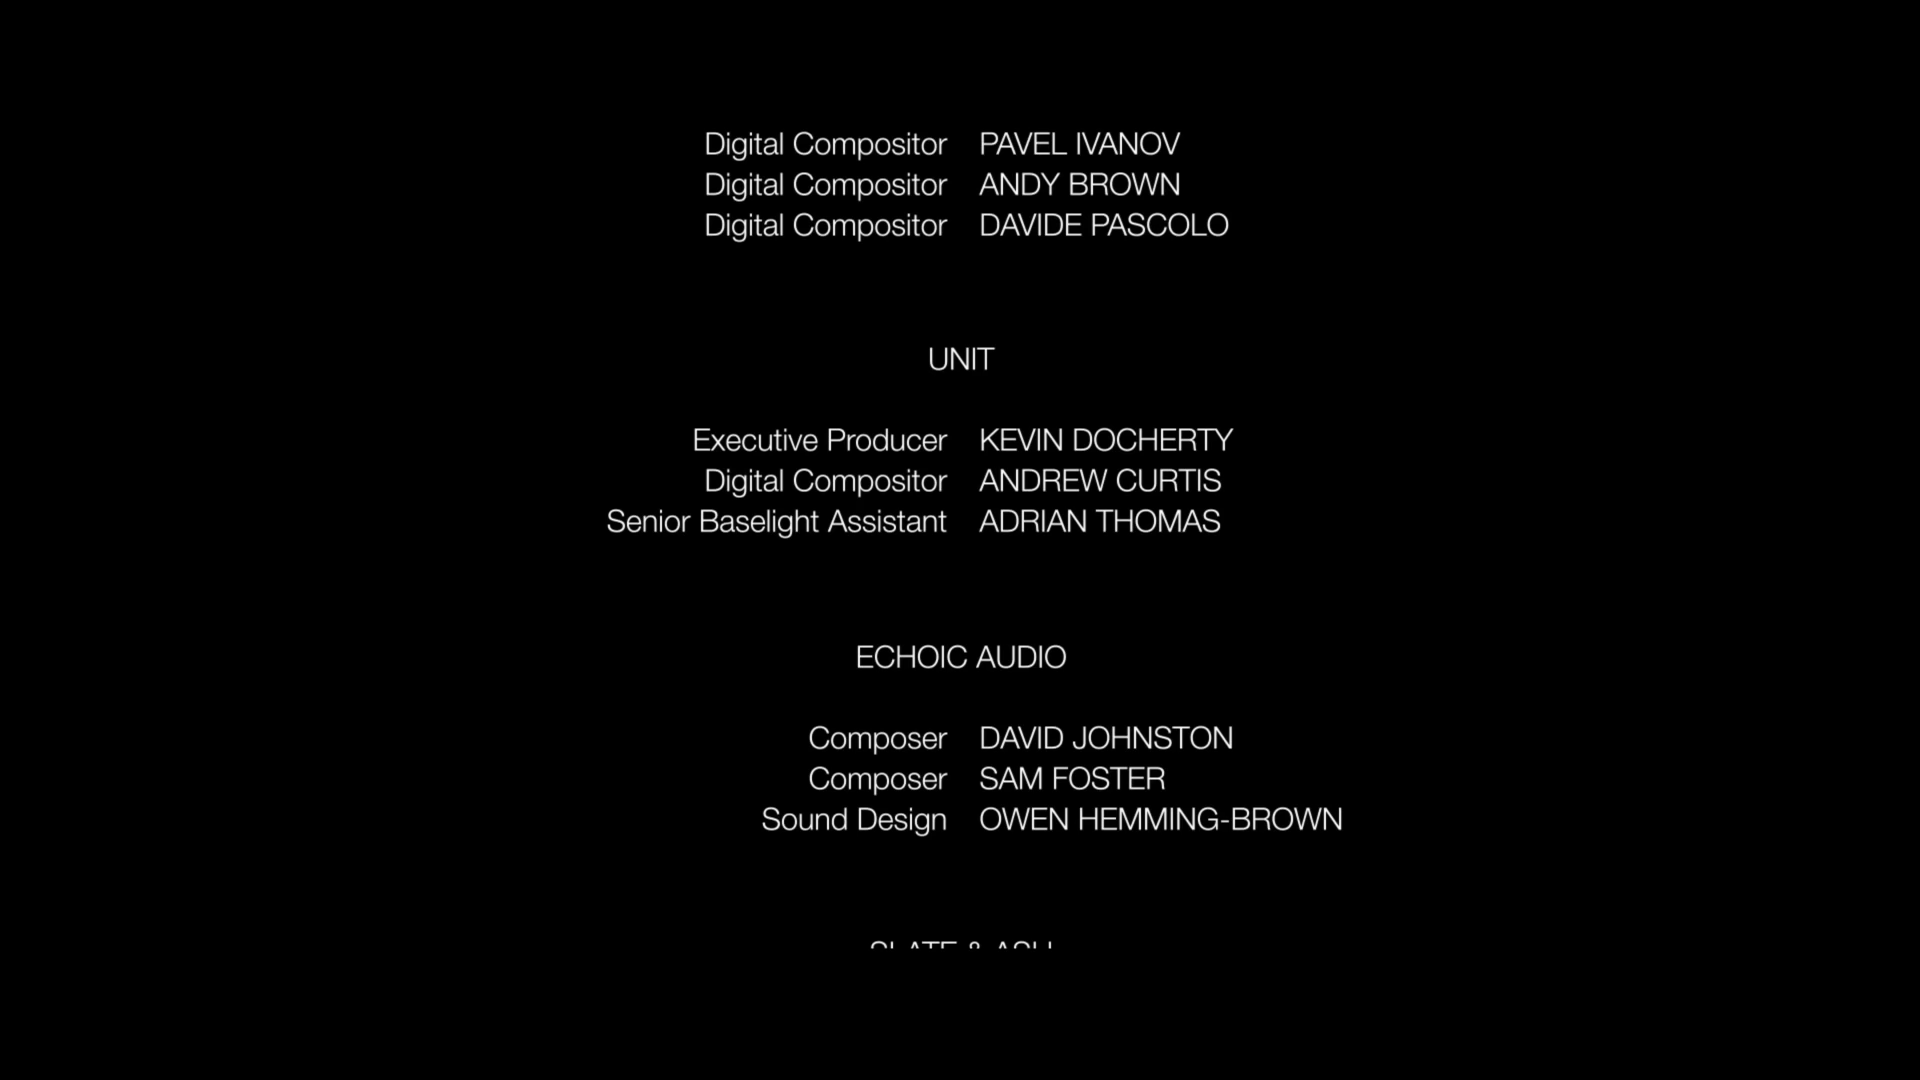 Digital Compositor PAVEL IVANOV
Digital Compositor ANDY BROWN
Digital Compositor DAVIDE PASCOLO
UNIT
Executive Producer KEVIN DOCHERTY
Digital Compositor ANDREW CURTIS
Senior Baselight Assistant ADRIAN THOMAS
ECHOIC AUDIO
Composer DAVID JOHNSTON
Composer SAM FOSTER
Sound Design OWEN HEMMING-BROWN
SLATE & ASH